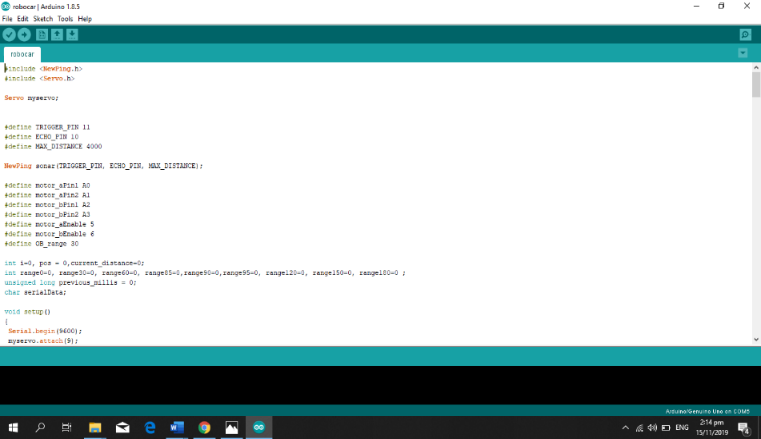 robocar | Arduino 1.8.5
File Edit Sketch Tools Help
robocar
#include <NewPing.h>
#include <Servo.h>
Servo myservo;
#define TRIGGER_PIN 11
#define ECHO_PIN 10
#define MAX_DISTANCE 4000
NewPing sonar(TRIGGER_PIN, ECHO_PIN, MAX_DISTANCE);
#define motor_aPin1 A0
#define motor_aPin2 A1
#define motor_bPin1 A2
#define motor_bPin2 A3
#define motor_aEnable 5
#define motor_bEnable 6
#define OB_range 30
int i=0, pos = 0,current_distance=0;
int range0=0, range30=0, range60=0, range85=0,range90=0,range95=0, range120=0, range150=0, range180=0 ;
unsigned long previous_millis = 0;
char serialData;
void setup()
{
Serial.begin(9600);
myservo.attach(9);
Arduino/Genuino Uno on COM5
ENG
2:14 pm
15/11/2019
4